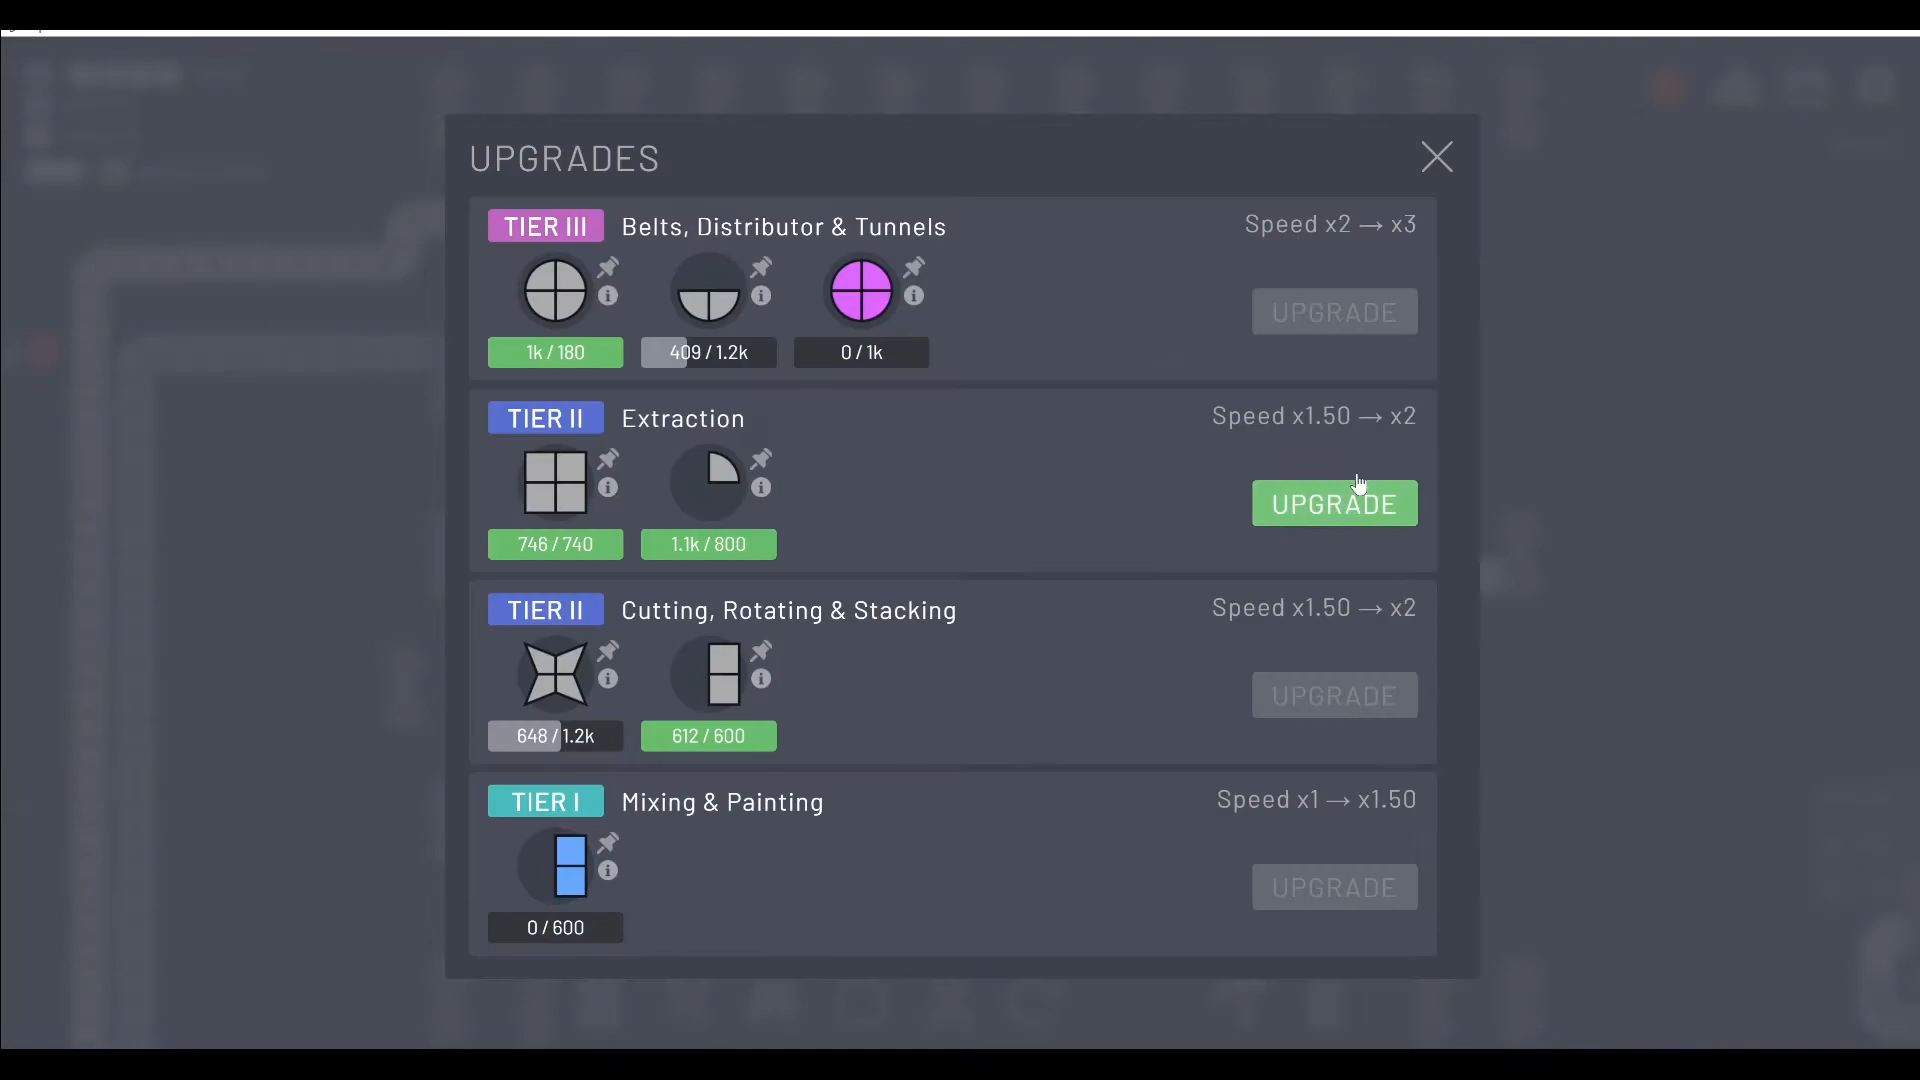 UPGRADES
TIER III Belts, Distributor & Tunnels Speed x2 → x3
UPGRADE
1k / 180 409 / 1.2k 0 / 1k
TIER II Extraction Speed x1.50 → x2
UPGRADE
746 / 740 1.1k / 800
TIER II Cutting, Rotating & Stacking Speed x1.50 → x2
UPGRADE
648 / 1.2k 612 / 600
TIER I Mixing & Painting Speed x1 → x1.50
UPGRADE
0 / 600